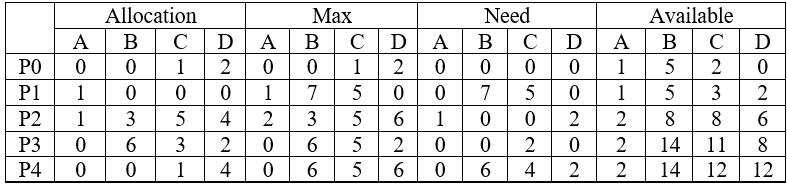 Allocation Max Need Available
A B C D A B C D A B C D A B C D
P0 0 0 1 2 0 0 1 2 0 0 0 0 1 5 2 0
P1 1 0 0 0 1 7 5 0 0 7 5 0 1 5 3 2
P2 1 3 5 4 2 3 5 6 1 0 0 2 2 8 8 6
P3 0 6 3 2 0 6 5 2 0 0 2 0 2 14 11 8
P4 0 0 1 4 0 6 5 6 0 6 4 2 2 14 12 12